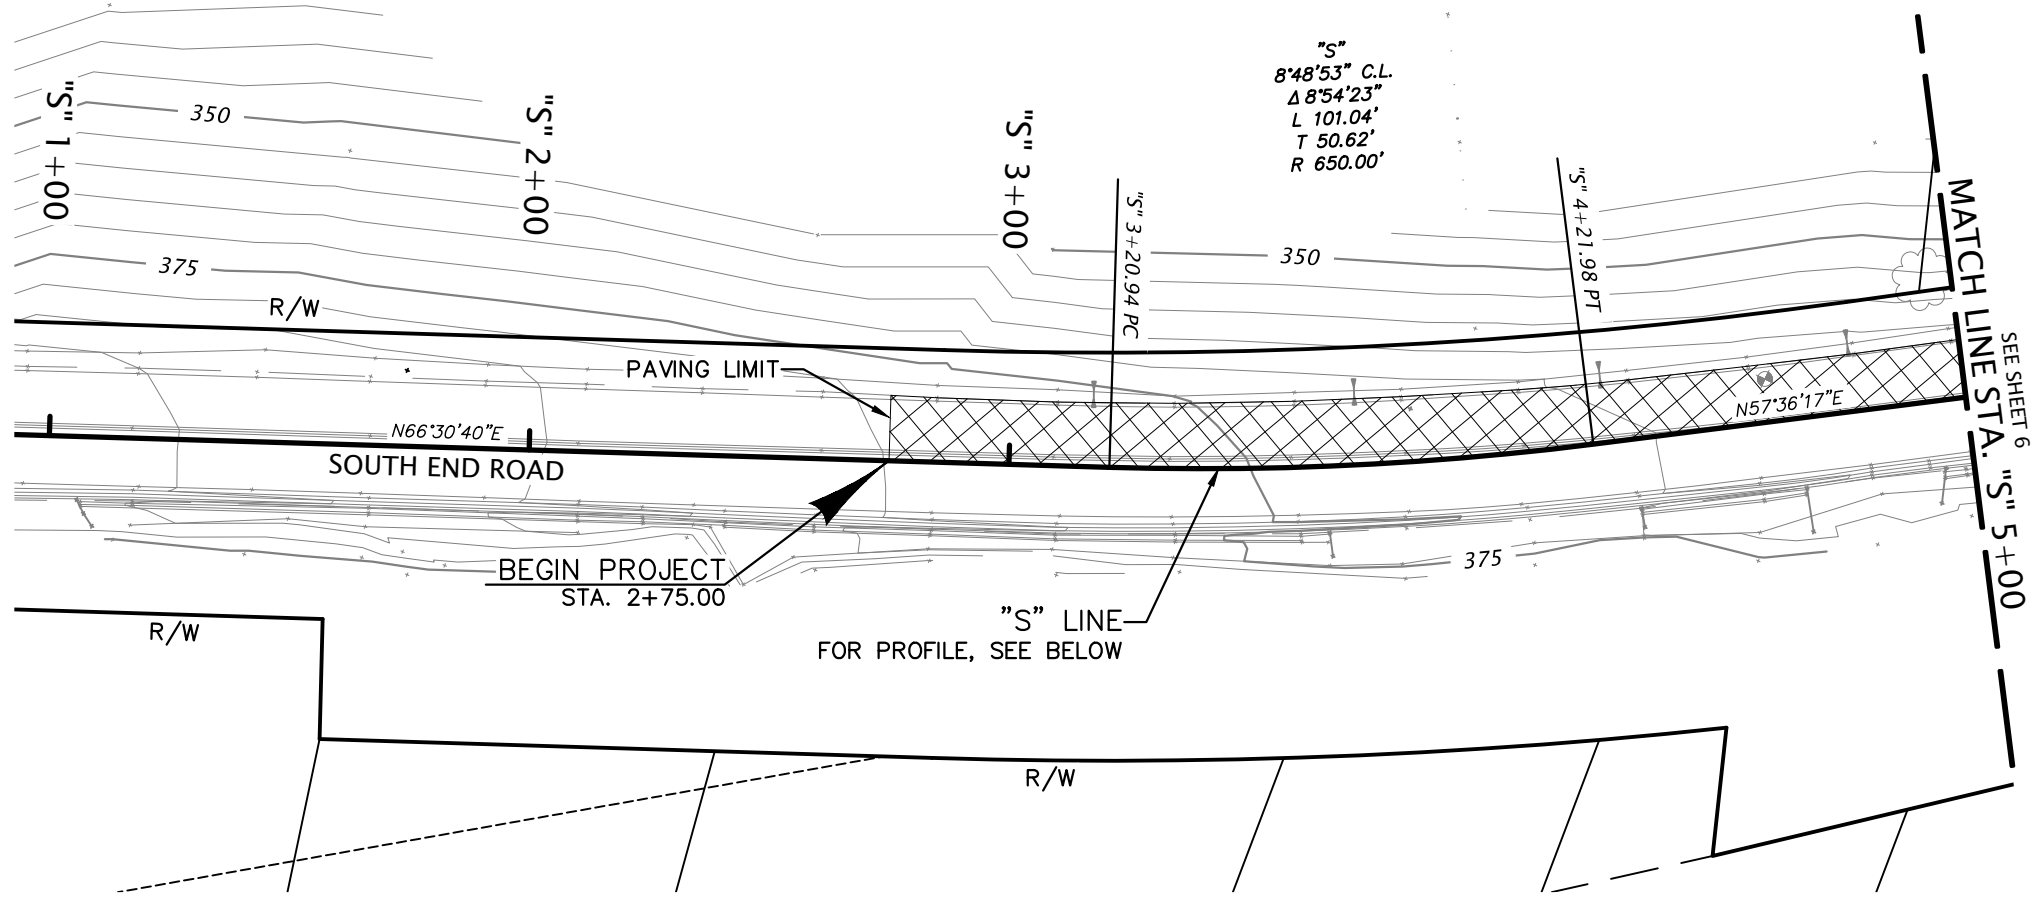 "S"
8°48'53" C.L.
Δ 8°54'23"
L 101.04'
T 50.62'
R 650.00'
"S" 1+00
"S" 2+00
"S" 3+00
350
375
R/W
"S" 3+20.94 PC
350
"S" 4+21.98 PT
MATCH LINE STA. "S" 5+00
SEE SHEET 6
PAVING LIMIT
N66°30'40"E
SOUTH END ROAD
N57°36'17"E
BEGIN PROJECT
STA. 2+75.00
375
"S" LINE
FOR PROFILE, SEE BELOW
R/W
R/W